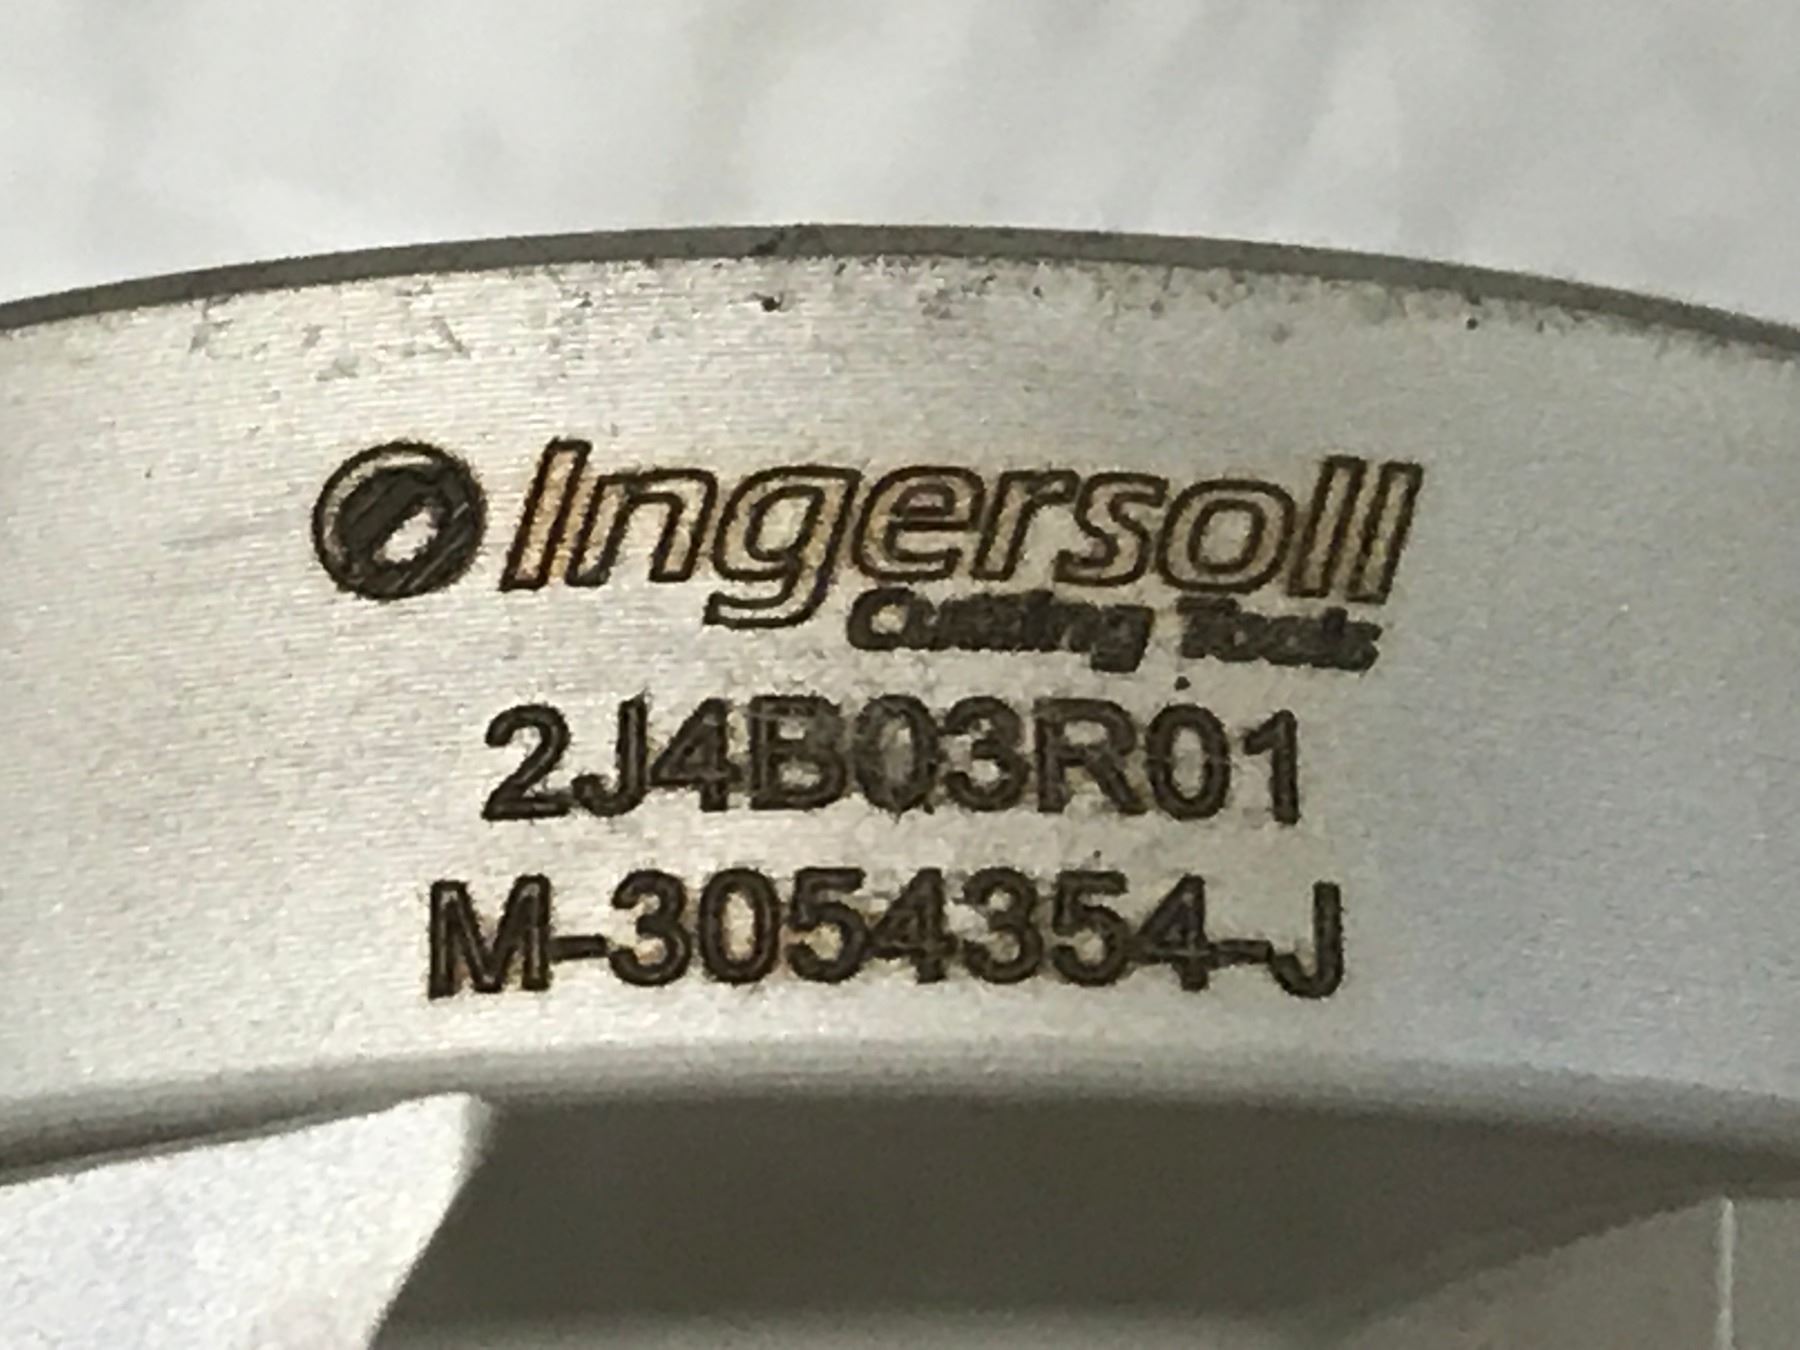 Ingersoll
Cutting Tools
2J4B03R01
M-3054354-J